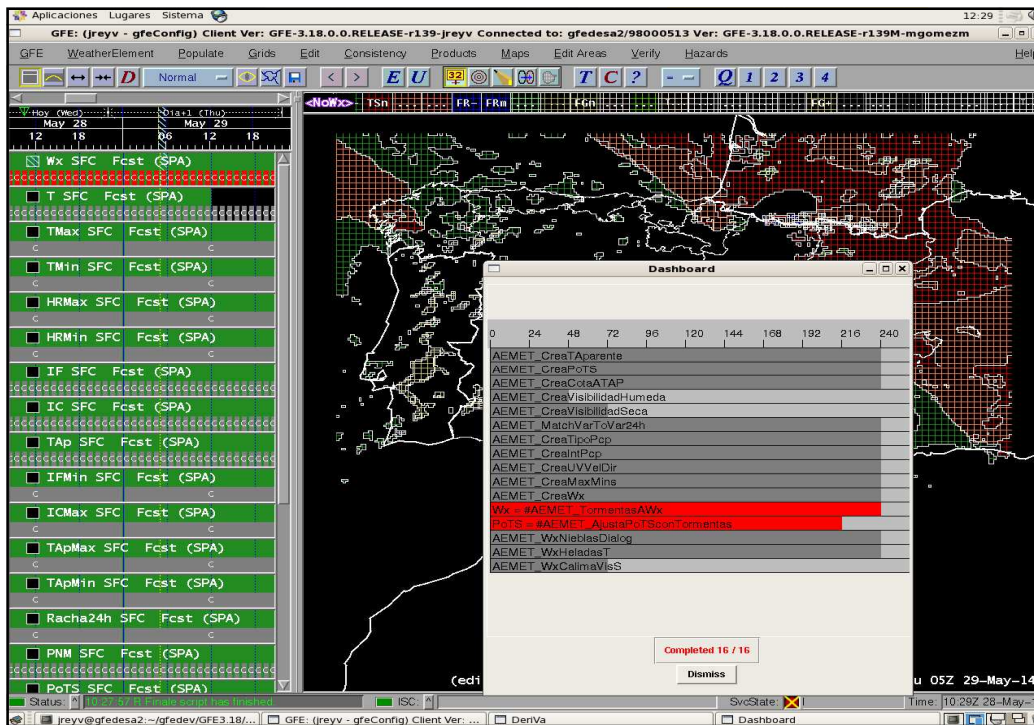 Aplicaciones Lugares Sistema 12:29
GFE: (jreyv - gfeConfig) Client Ver: GFE-3.18.0.0.RELEASE-r139-jreyv Connected to: gfedesa2/98000513 Ver: GFE-3.18.0.0.RELEASE-r139M-mgomezm
GFE WeatherElement Populate Grids Edit Consistency Products Maps Edit Areas Verify Hazards Help
D Normal < > E U 32 T C ? - Q 1 2 3 4
<NoWx> TSn FR- FRm FGn T FG+
Hoy (Wed) Dia+1 (Thu)
May 28 May 29
12 18 06 12 18
Wx SFC Fcst (SPA)
T SFC Fcst (SPA)
TMax SFC Fcst (SPA)
C C
TMin SFC Fcst (SPA)
C C
HRMax SFC Fcst (SPA)
C C
HRMin SFC Fcst (SPA)
C C
IF SFC Fcst (SPA)
IC SFC Fcst (SPA)
TAp SFC Fcst (SPA)
IFMin SFC Fcst (SPA)
C C
ICMax SFC Fcst (SPA)
C C
TApMax SFC Fcst (SPA)
C C
TApMin SFC Fcst (SPA)
C C
Racha24h SFC Fcst (SPA)
C C
PNM SFC Fcst (SPA)
PoTS SFC Fcst (SPA)
Dashboard
0 24 48 72 96 120 144 168 192 216 240
AEMET_CreaTAparente
AEMET_CreaPoTS
AEMET_CreaCotaATAP
AEMET_CreaVisibilidadHumeda
AEMET_CreaVisibilidadSeca
AEMET_MatchVarToVar24h
AEMET_CreaTipoPcp
AEMET_CreaIntPcp
AEMET_CreaUVVelDir
AEMET_CreaMaxMins
AEMET_CreaWx
Wx = #AEMET_TormentasAWx
PoTS = #AEMET_AjustaPoTSconTormentas
AEMET_WxNieblasDialog
AEMET_WxHeladasT
AEMET_WxCalimaVisS
Completed 16 / 16
Dismiss
(edi
u 05Z 29-May-14
Status: 10:27:57 R Finale script has finished. ISC: SvcState: Time: 10:29Z 28-May-1
jreyv@gfedesa2:~/gfedev/GFE3.18/... GFE: (jreyv - gfeConfig) Client Ver: ... DeriVa Dashboard